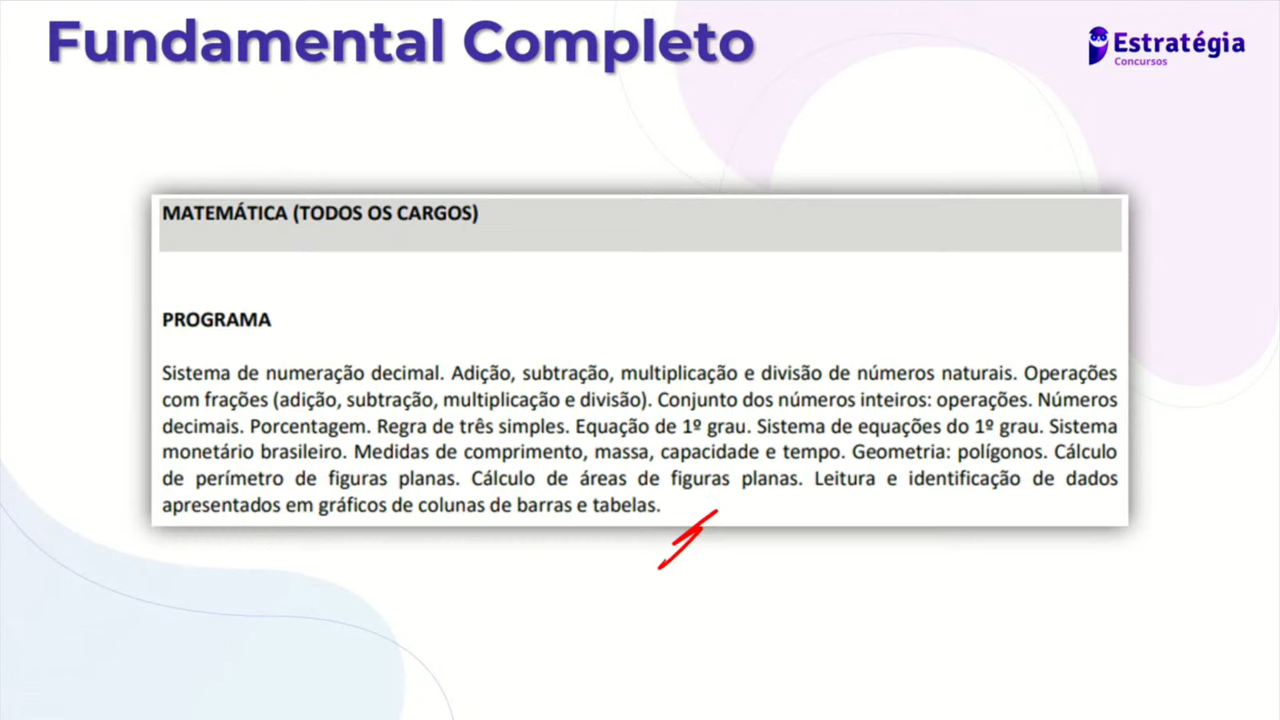 Fundamental Completo
Estratégia
Concursos
MATEMÁTICA (TODOS OS CARGOS)
PROGRAMA
Sistema de numeração decimal. Adição, subtração, multiplicação e divisão de números naturais. Operações
com frações (adição, subtração, multiplicação e divisão). Conjunto dos números inteiros: operações. Números
decimais. Porcentagem. Regra de três simples. Equação de 1º grau. Sistema de equações do 1º grau. Sistema
monetário brasileiro. Medidas de comprimento, massa, capacidade e tempo. Geometria: polígonos. Cálculo
de perímetro de figuras planas. Cálculo de áreas de figuras planas. Leitura e identificação de dados
apresentados em gráficos de colunas de barras e tabelas.